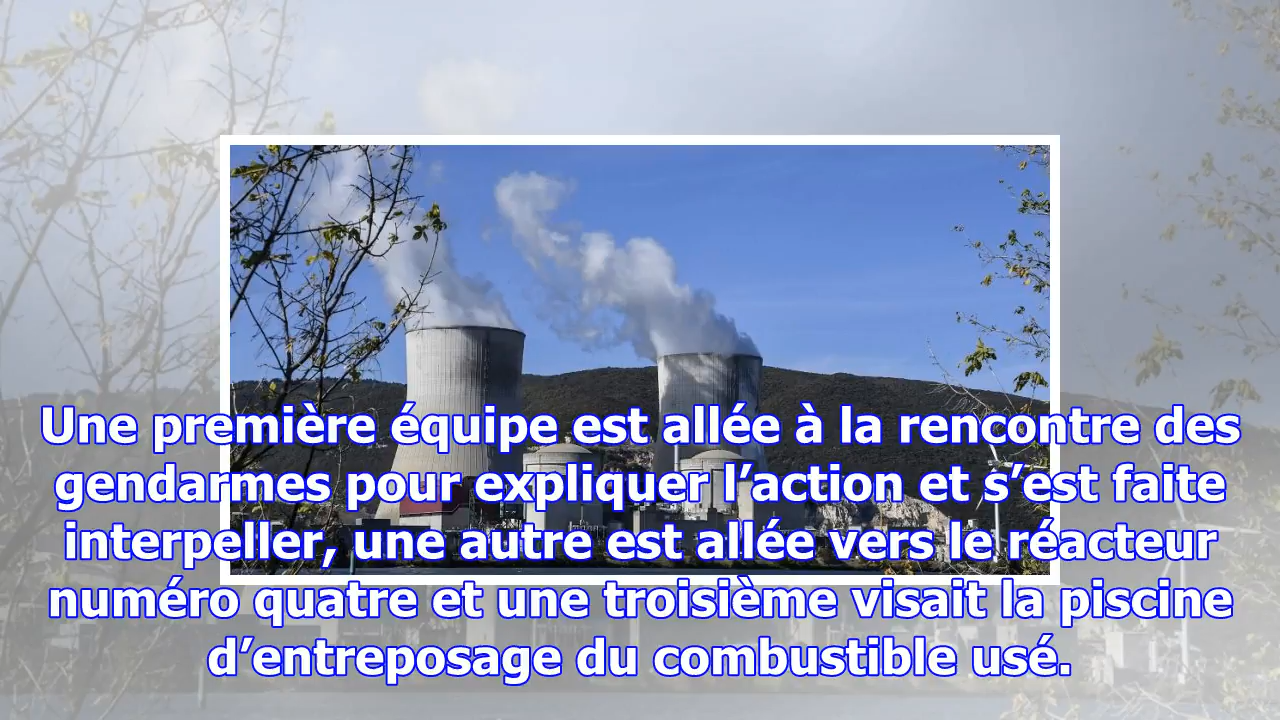 Une première équipe est allée à la rencontre des
gendarmes pour expliquer l’action et s’est faite
interpeller, une autre est allée vers le réacteur
numéro quatre et une troisième visait la piscine
d’entreposage du combustible usé.